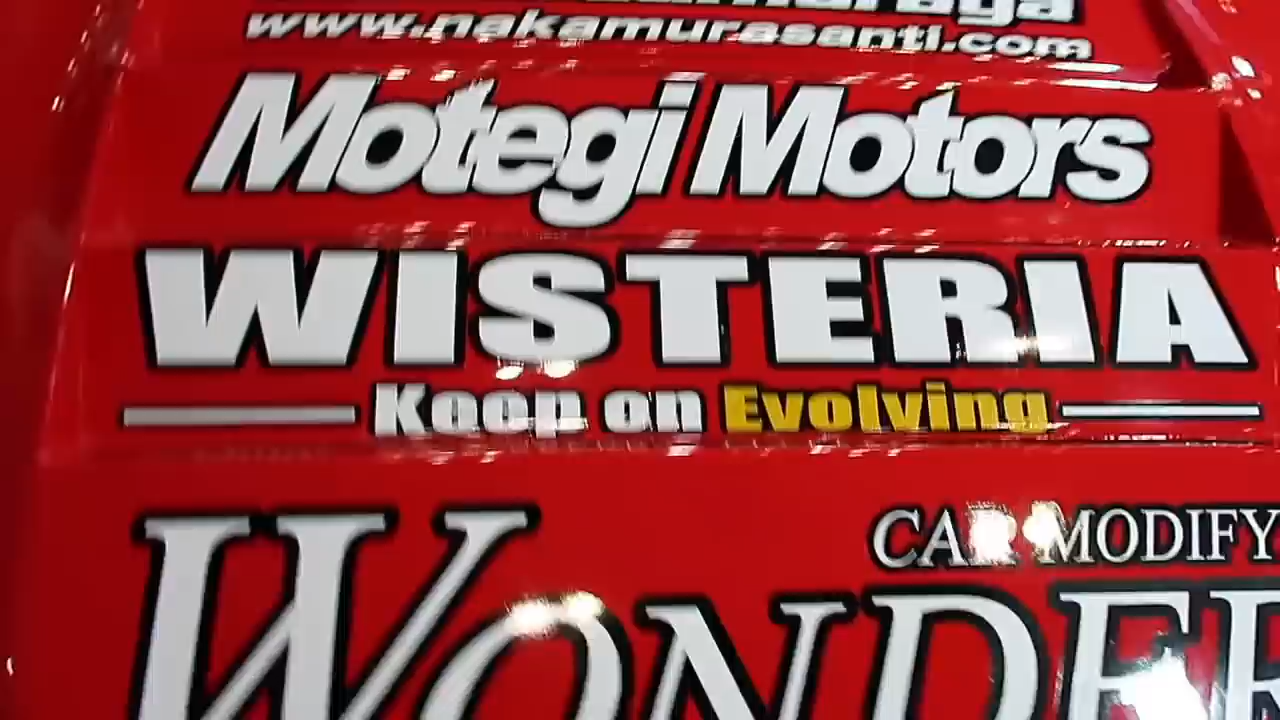 www.nakamurasanti.com
Motegi Motors
WISTERIA
Keep on Evolving
CAR MODIFY